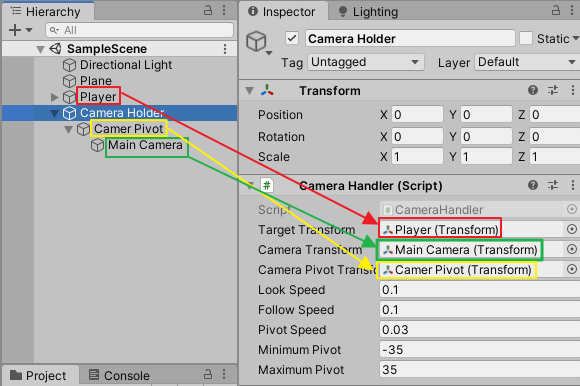 Hierarchy
Inspector
All
Camera Holder
Static
SampleScene
Tag Untagged Layer Default
Directional Light
Plane
Player
Camera Holder
Camer Pivot
Main Camera
Transform
Position X 0 Y 0 Z 0
Rotation X 0 Y 0 Z 0
Scale X 1 Y 1 Z 1
# Camera Handler (Script)
Script # CameraHandler
Target Transform Player (Transform)
Camera Transform Main Camera (Transform)
Camera Pivot Transf Camer Pivot (Transform)
Look Speed 0.1
Follow Speed 0.1
Pivot Speed 0.03
Minimum Pivot -35
Maximum Pivot 35
Project
Console